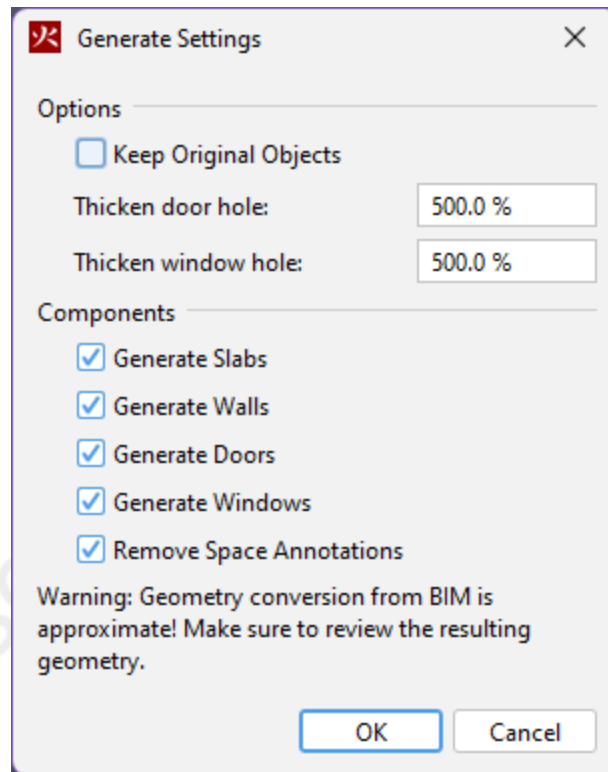 Generate Settings
Options
Keep Original Objects
Thicken door hole: 500.0 %
Thicken window hole: 500.0 %
Components
Generate Slabs
Generate Walls
Generate Doors
Generate Windows
Remove Space Annotations
Warning: Geometry conversion from BIM is
approximate! Make sure to review the resulting
geometry.
OK Cancel